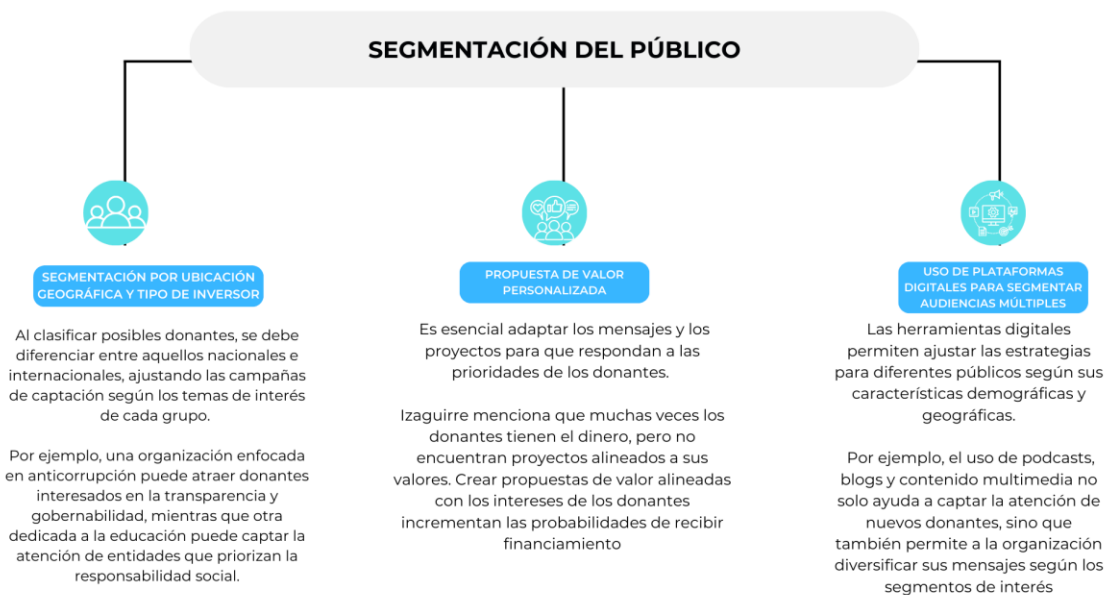 SEGMENTACIÓN DEL PÚBLICO
SEGMENTACIÓN POR UBICACIÓN
GEOGRÁFICA Y TIPO DE INVERSOR
Al clasificar posibles donantes, se debe
diferenciar entre aquellos nacionales e
internacionales, ajustando las campañas
de captación según los temas de interés
de cada grupo.
Por ejemplo, una organización enfocada
en anticorrupción puede atraer donantes
interesados en la transparencia y
gobernabilidad, mientras que otra
dedicada a la educación puede captar la
atención de entidades que priorizan la
responsabilidad social.
PROPUESTA DE VALOR
PERSONALIZADA
Es esencial adaptar los mensajes y los
proyectos para que respondan a las
prioridades de los donantes.
Izaguirre menciona que muchas veces los
donantes tienen el dinero, pero no
encuentran proyectos alineados a sus
valores. Crear propuestas de valor alineadas
con los intereses de los donantes
incrementan las probabilidades de recibir
financiamiento
USO DE PLATAFORMAS
DIGITALES PARA SEGMENTAR
AUDIENCIAS MÚLTIPLES
Las herramientas digitales
permiten ajustar las estrategias
para diferentes públicos según sus
características demográficas y
geográficas.
Por ejemplo, el uso de podcasts,
blogs y contenido multimedia no
solo ayuda a captar la atención de
nuevos donantes, sino que
también permite a la organización
diversificar sus mensajes según los
segmentos de interés